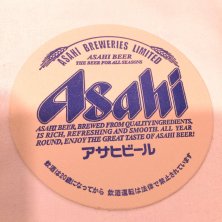 ASAHI BREWERIES LIMITED
ASAHI BEER
THE BEER FOR ALL SEASONS
Asahi
ASAHI BEER, BREWED FROM QUALITY INGREDIENTS,
IS RICH, REFRESHING AND SMOOTH. ALL YEAR
ROUND, ENJOY THE GREAT TASTE OF ASAHI BEER!
アサヒビール
飲酒は20歳になってから 飲酒運転は法律で禁止されています